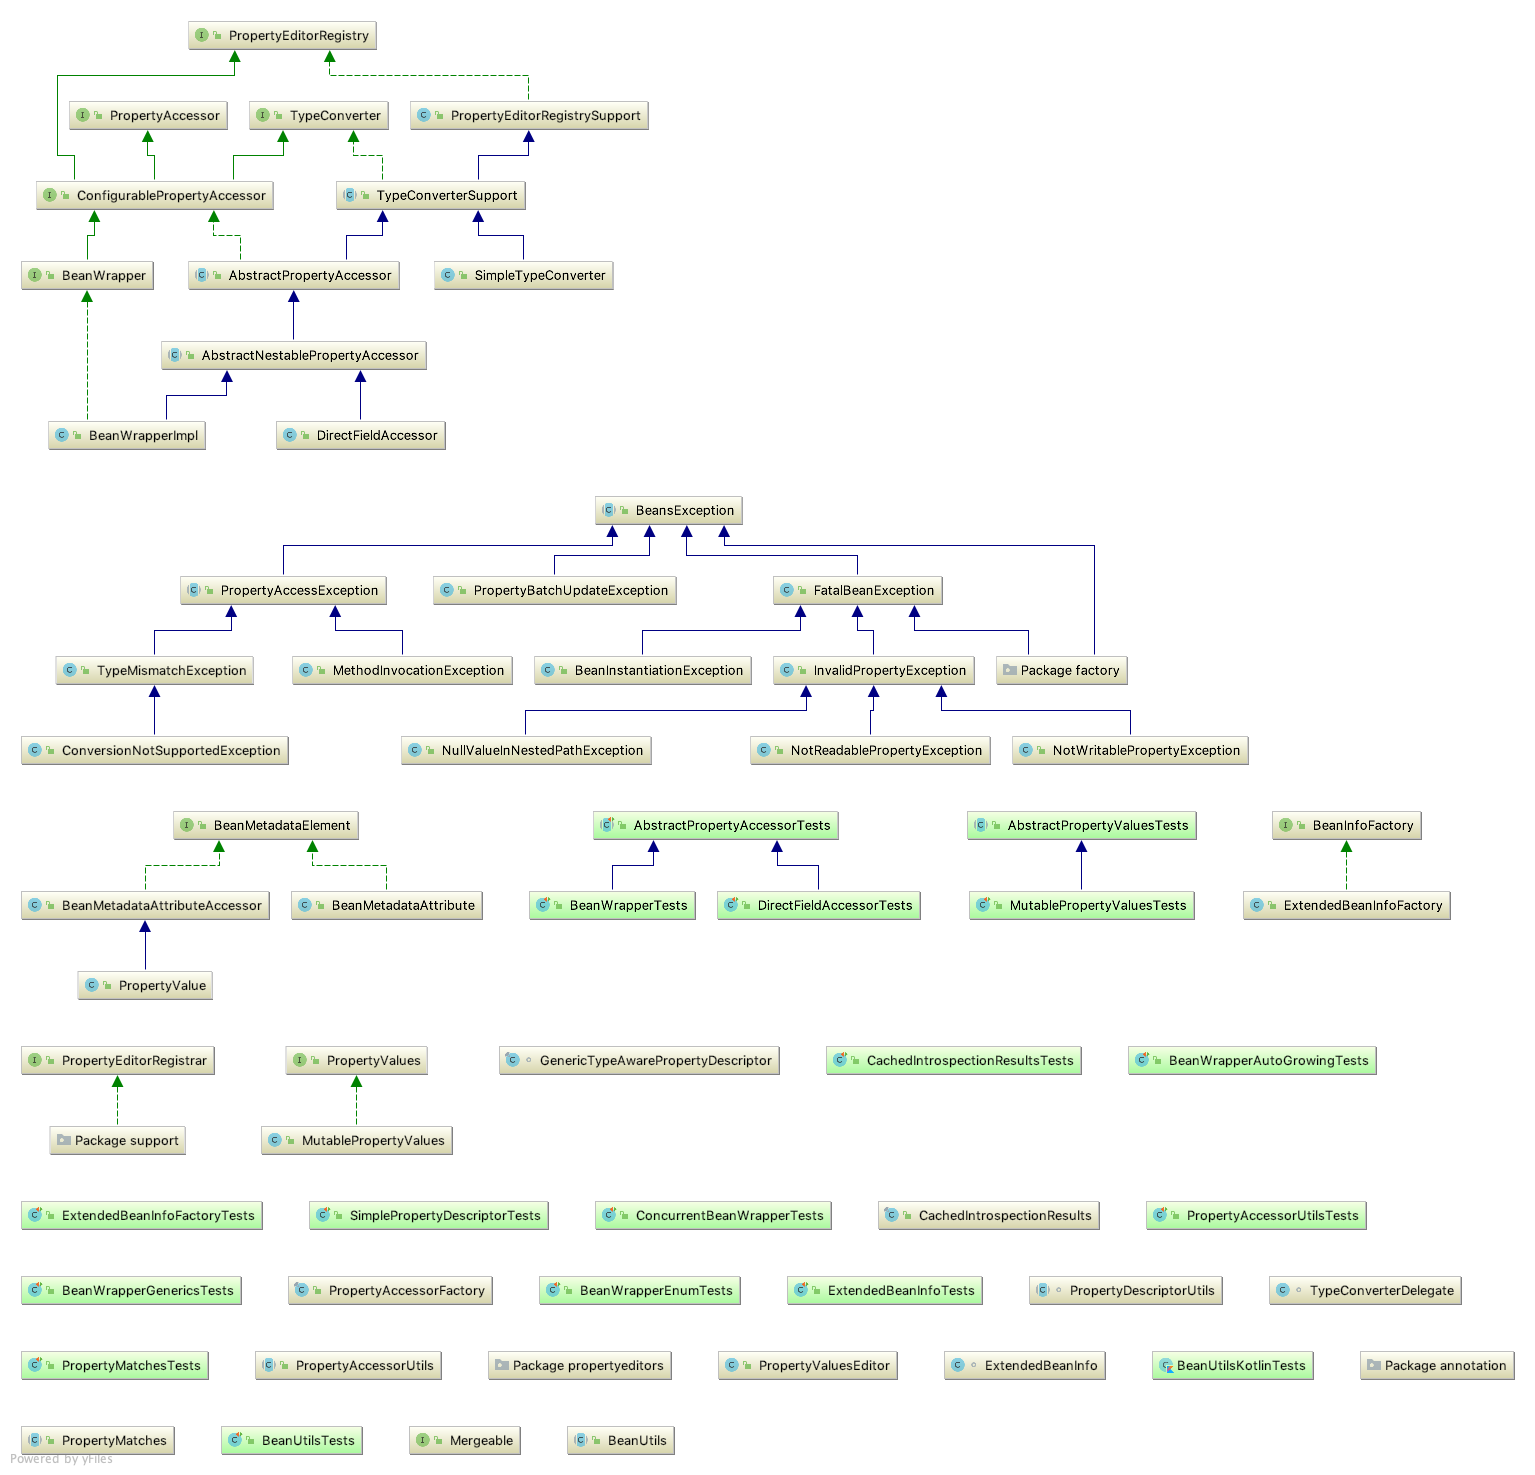 PropertyEditorRegistry
PropertyAccessor
TypeConverter
PropertyEditorRegistrySupport
ConfigurablePropertyAccessor
TypeConverterSupport
BeanWrapper
AbstractPropertyAccessor
SimpleTypeConverter
AbstractNestablePropertyAccessor
BeanWrapperImpl
DirectFieldAccessor
BeansException
PropertyAccessException
PropertyBatchUpdateException
FatalBeanException
TypeMismatchException
MethodInvocationException
BeanInstantiationException
InvalidPropertyException
Package factory
ConversionNotSupportedException
NullValueInNestedPathException
NotReadablePropertyException
NotWritablePropertyException
BeanMetadataElement
AbstractPropertyAccessorTests
AbstractPropertyValuesTests
BeanInfoFactory
BeanMetadataAttributeAccessor
BeanMetadataAttribute
BeanWrapperTests
DirectFieldAccessorTests
MutablePropertyValuesTests
ExtendedBeanInfoFactory
PropertyValue
PropertyEditorRegistrar
PropertyValues
GenericTypeAwarePropertyDescriptor
CachedIntrospectionResultsTests
BeanWrapperAutoGrowingTests
Package support
MutablePropertyValues
ExtendedBeanInfoFactoryTests
SimplePropertyDescriptorTests
ConcurrentBeanWrapperTests
CachedIntrospectionResults
PropertyAccessorUtilsTests
BeanWrapperGenericsTests
PropertyAccessorFactory
BeanWrapperEnumTests
ExtendedBeanInfoTests
PropertyDescriptorUtils
TypeConverterDelegate
PropertyMatchesTests
PropertyAccessorUtils
Package propertyeditors
PropertyValuesEditor
ExtendedBeanInfo
BeanUtilsKotlinTests
Package annotation
PropertyMatches
BeanUtilsTests
Mergeable
BeanUtils
Powered by yFiles